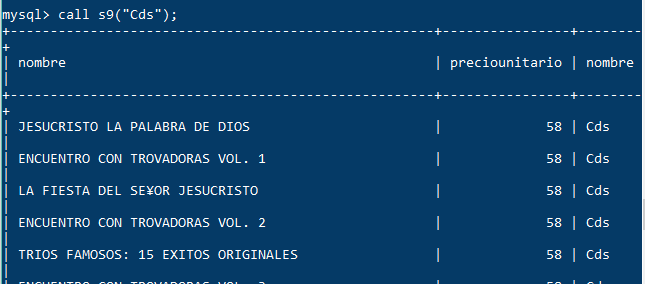 mysql> call s9("Cds");
+-----------------------------------------------------+----------------+--------
+
| nombre | preciounitario | nombre
|
+-----------------------------------------------------+----------------+--------
+
| JESUCRISTO LA PALABRA DE DIOS | 58 | Cds
|
| ENCUENTRO CON TROVADORAS VOL. 1 | 58 | Cds
|
| LA FIESTA DEL SE¥OR JESUCRISTO | 58 | Cds
|
| ENCUENTRO CON TROVADORAS VOL. 2 | 58 | Cds
|
| TRIOS FAMOSOS: 15 EXITOS ORIGINALES | 58 | Cds
|